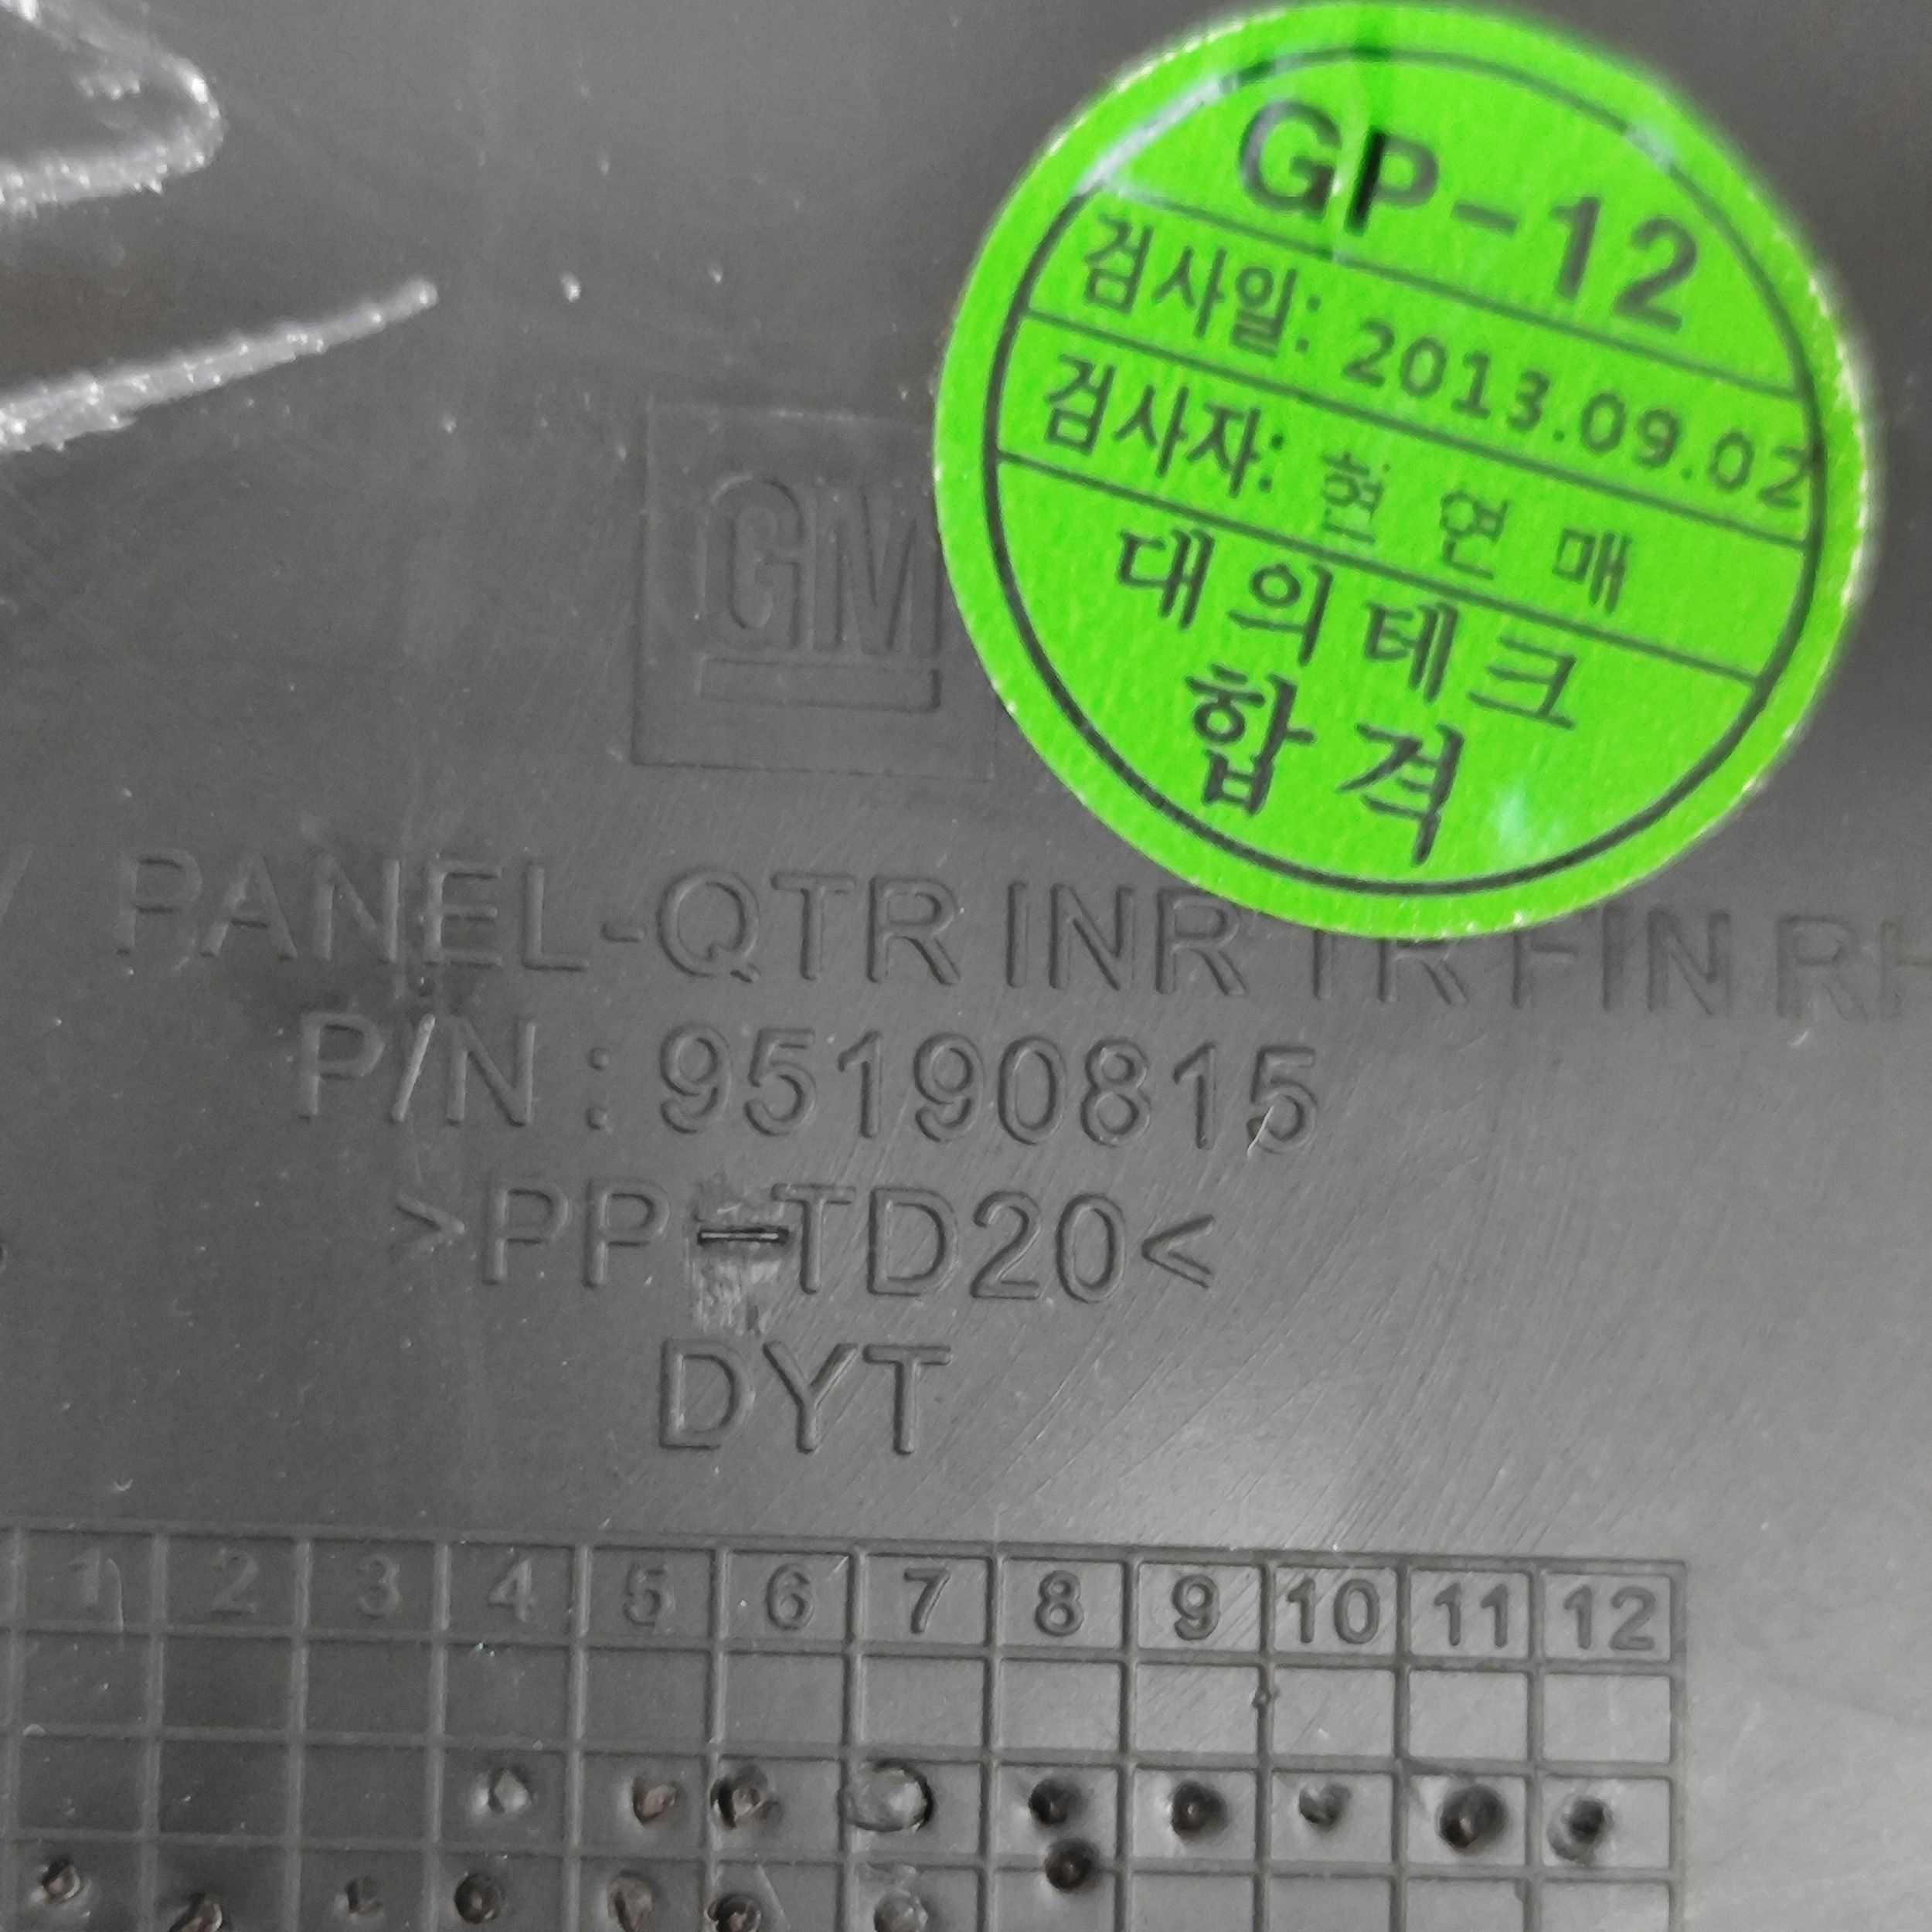 GP-12
검사일: 2013.09.02
검사자: 현 연 매
대의테크
합격
GM
PANEL-QTR INR TR FIN RH
P/N : 95190815
>PP-TD20<
DYT
1 2 3 4 5 6 7 8 9 10 11 12